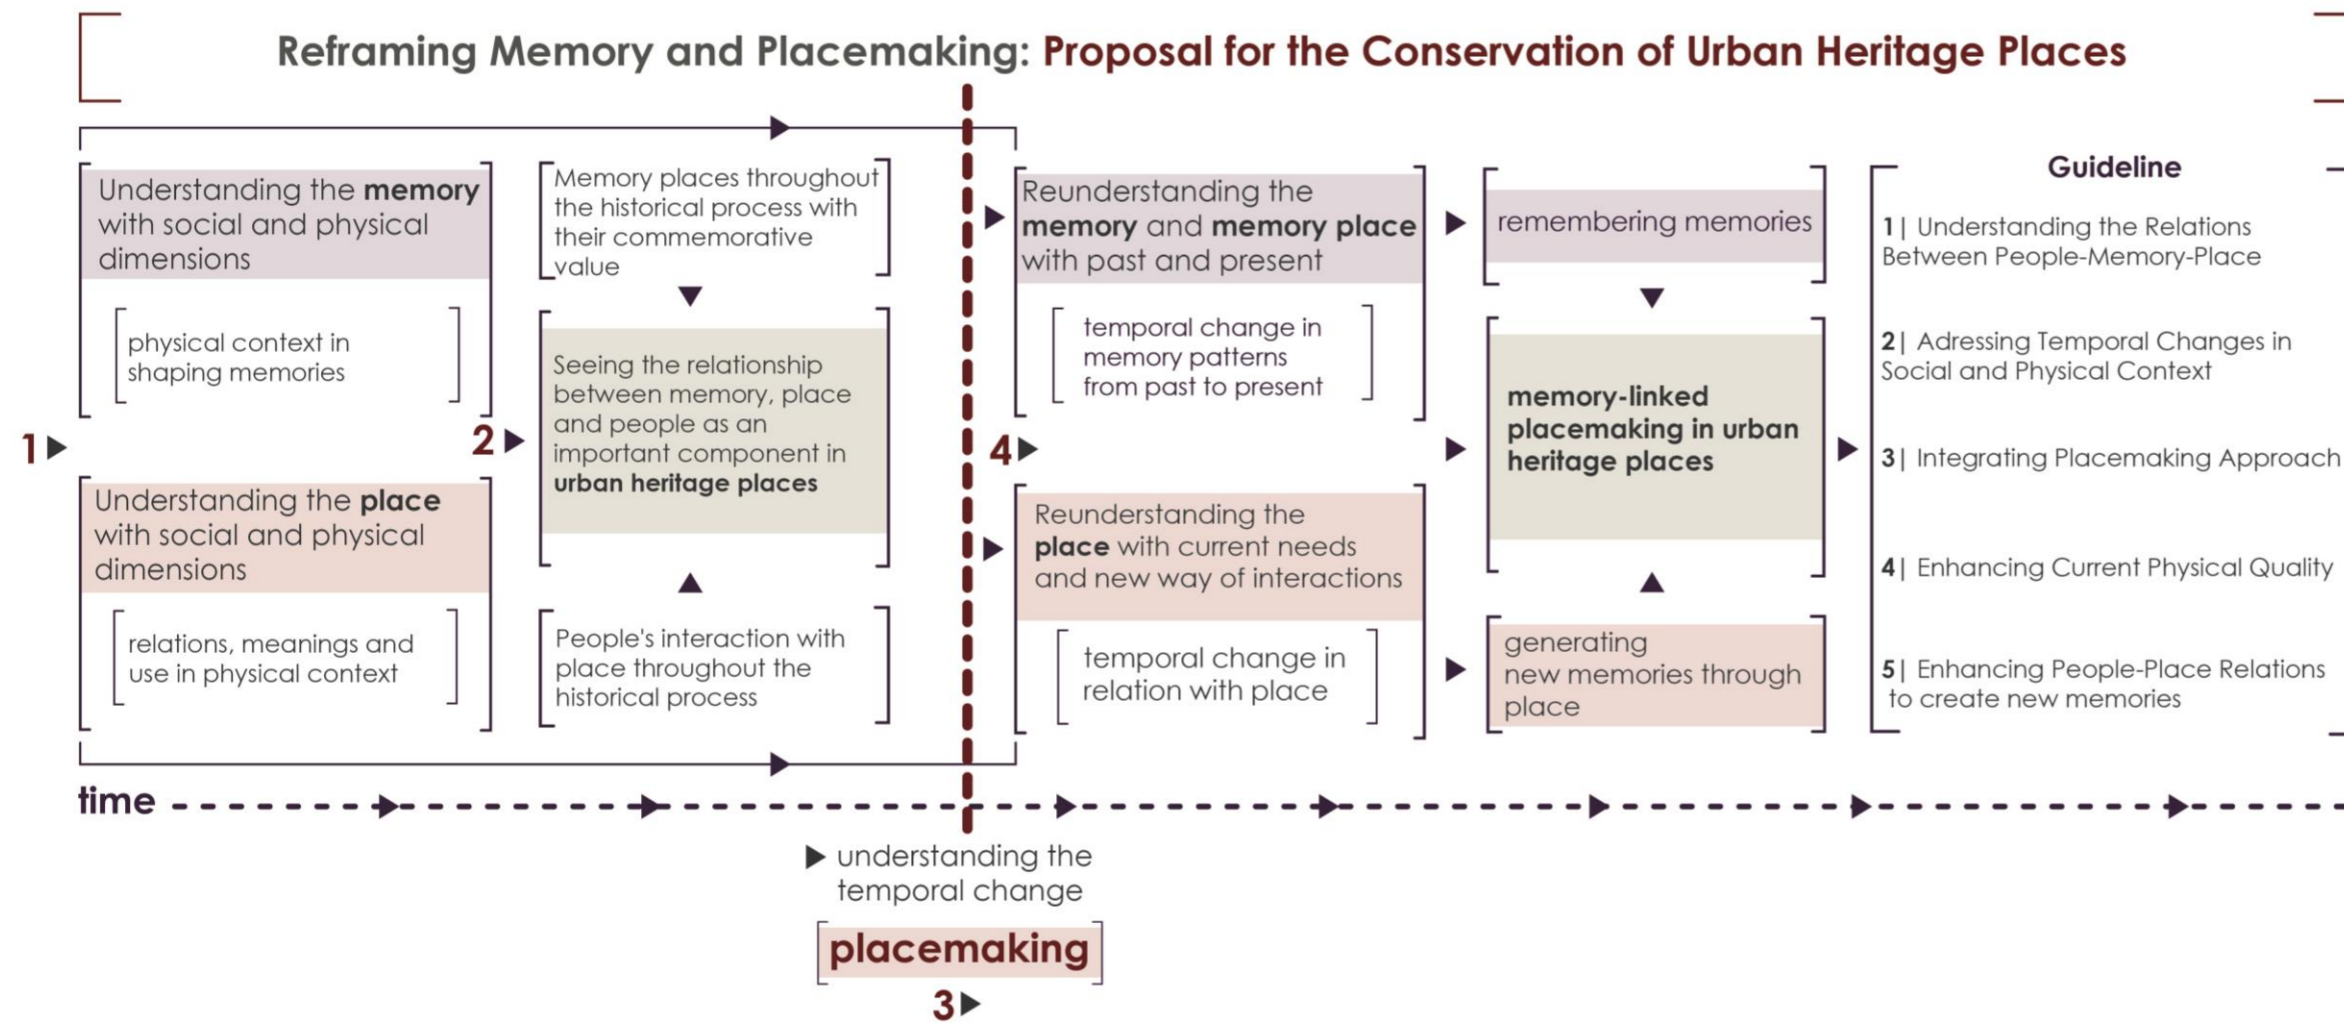 Reframing Memory and Placemaking: Proposal for the Conservation of Urban Heritage Places
1
Understanding the memory
with social and physical
dimensions
physical context in
shaping memories
Understanding the place
with social and physical
dimensions
relations, meanings and
use in physical context
2
Memory places throughout
the historical process with
their commemorative
value
Seeing the relationship
between memory, place
and people as an
important component in
urban heritage places
People's interaction with
place throughout the
historical process
4
Reunderstanding the
memory and memory place
with past and present
temporal change in
memory patterns
from past to present
Reunderstanding the
place with current needs
and new way of interactions
temporal change in
relation with place
remembering memories
memory-linked
placemaking in urban
heritage places
generating
new memories through
place
Guideline
1| Understanding the Relations
Between People-Memory-Place
2| Adressing Temporal Changes in
Social and Physical Context
3| Integrating Placemaking Approach
4| Enhancing Current Physical Quality
5| Enhancing People-Place Relations
to create new memories
time
understanding the
temporal change
placemaking
3